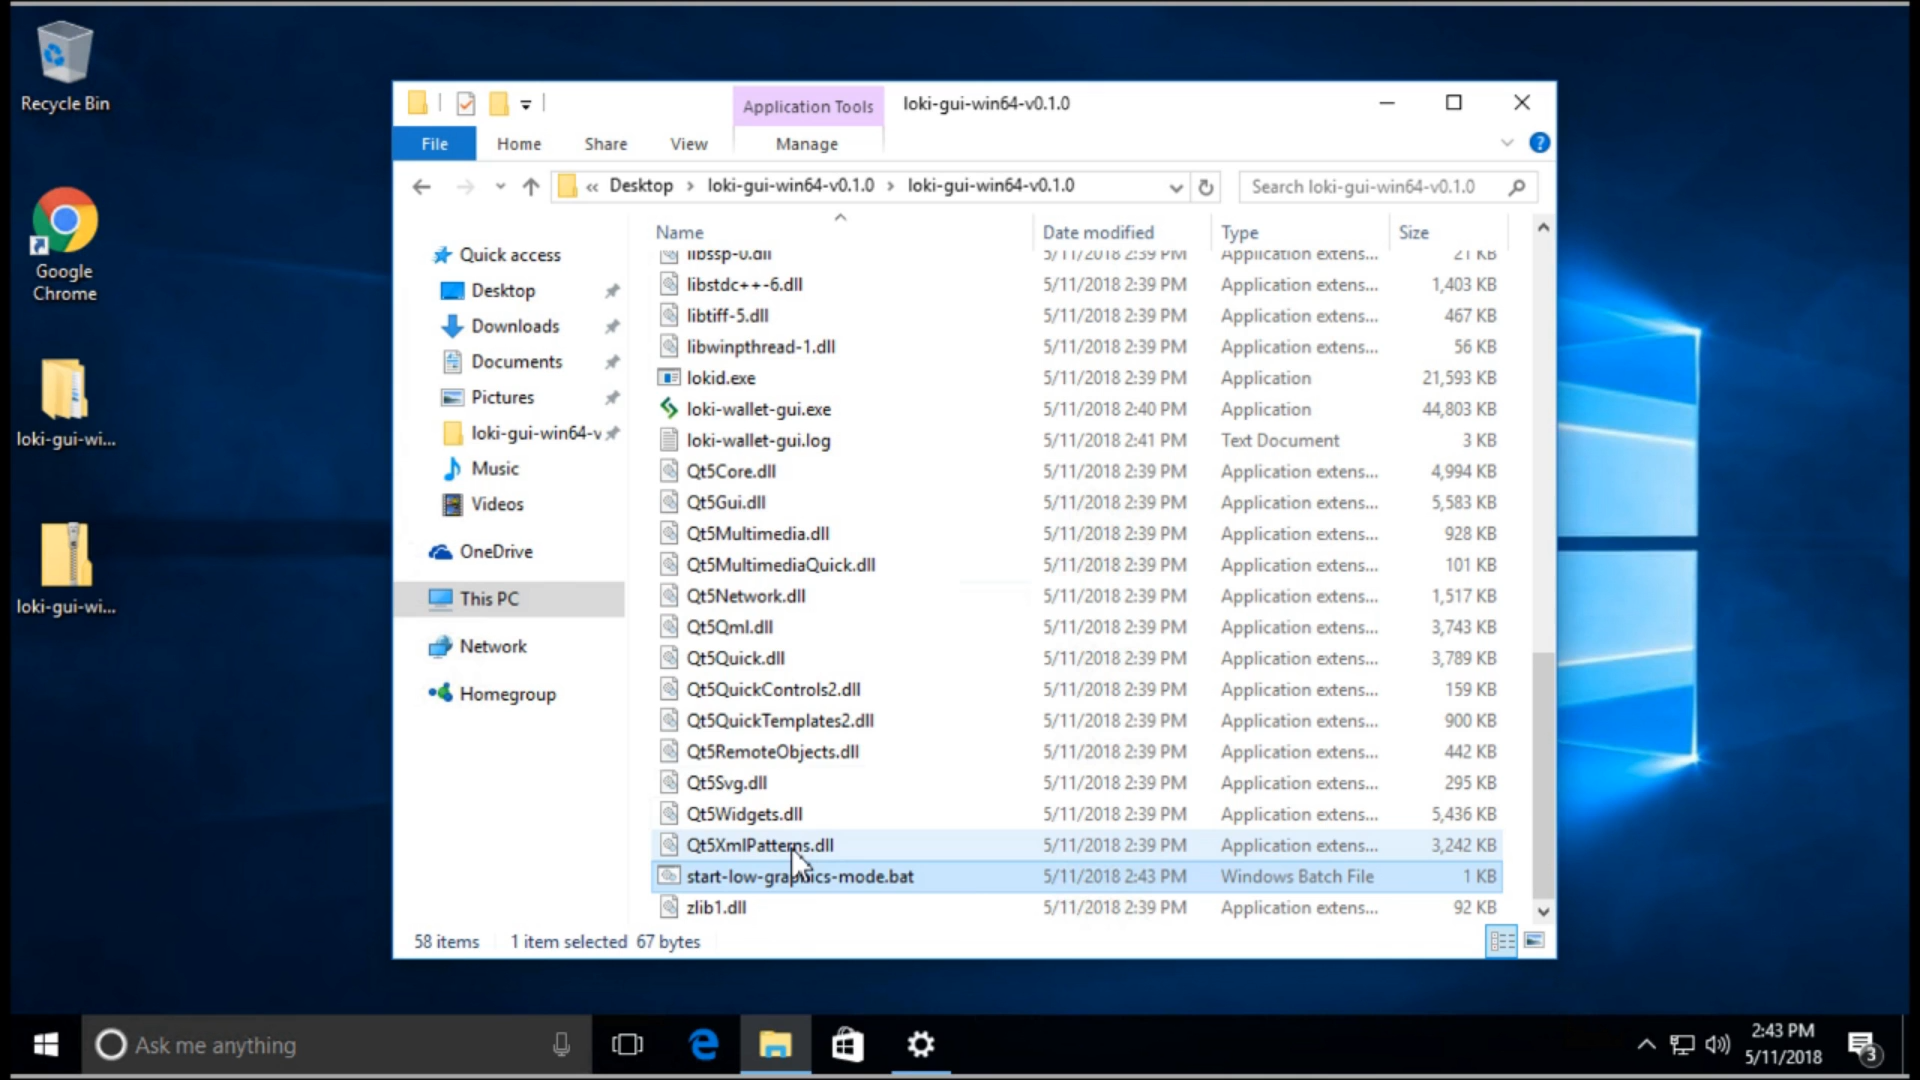 Recycle Bin
Google
Chrome
loki-gui-wi...
loki-gui-wi...
Application Tools
loki-gui-win64-v0.1.0
File
Home
Share
View
Manage
« Desktop › loki-gui-win64-v0.1.0 › loki-gui-win64-v0.1.0
Search loki-gui-win64-v0.1.0
Quick access
Desktop
Downloads
Documents
Pictures
loki-gui-win64-v
Music
Videos
OneDrive
This PC
Network
Homegroup
Name Date modified Type Size
libssp-0.dll 5/11/2018 2:39 PM Application extens... 21 KB
libstdc++-6.dll 5/11/2018 2:39 PM Application extens... 1,403 KB
libtiff-5.dll 5/11/2018 2:39 PM Application extens... 467 KB
libwinpthread-1.dll 5/11/2018 2:39 PM Application extens... 56 KB
lokid.exe 5/11/2018 2:39 PM Application 21,593 KB
loki-wallet-gui.exe 5/11/2018 2:40 PM Application 44,803 KB
loki-wallet-gui.log 5/11/2018 2:41 PM Text Document 3 KB
Qt5Core.dll 5/11/2018 2:39 PM Application extens... 4,994 KB
Qt5Gui.dll 5/11/2018 2:39 PM Application extens... 5,583 KB
Qt5Multimedia.dll 5/11/2018 2:39 PM Application extens... 928 KB
Qt5MultimediaQuick.dll 5/11/2018 2:39 PM Application extens... 101 KB
Qt5Network.dll 5/11/2018 2:39 PM Application extens... 1,517 KB
Qt5Qml.dll 5/11/2018 2:39 PM Application extens... 3,743 KB
Qt5Quick.dll 5/11/2018 2:39 PM Application extens... 3,789 KB
Qt5QuickControls2.dll 5/11/2018 2:39 PM Application extens... 159 KB
Qt5QuickTemplates2.dll 5/11/2018 2:39 PM Application extens... 900 KB
Qt5RemoteObjects.dll 5/11/2018 2:39 PM Application extens... 442 KB
Qt5Svg.dll 5/11/2018 2:39 PM Application extens... 295 KB
Qt5Widgets.dll 5/11/2018 2:39 PM Application extens... 5,436 KB
Qt5XmlPatterns.dll 5/11/2018 2:39 PM Application extens... 3,242 KB
start-low-graphics-mode.bat 5/11/2018 2:43 PM Windows Batch File 1 KB
zlib1.dll 5/11/2018 2:39 PM Application extens... 92 KB
58 items 1 item selected 67 bytes
Ask me anything
2:43 PM
5/11/2018
3